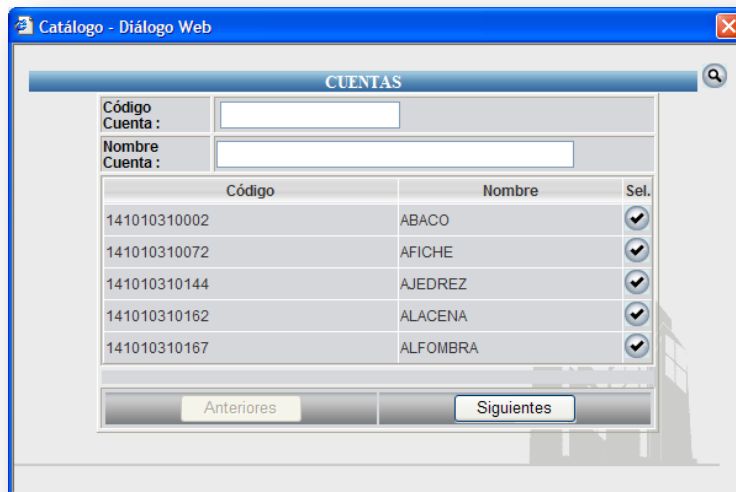 Catálogo - Diálogo Web
CUENTAS
Código
Cuenta :
Nombre
Cuenta :
Código Nombre Sel.
141010310002 ABACO
141010310072 AFICHE
141010310144 AJEDREZ
141010310162 ALACENA
141010310167 ALFOMBRA
Anteriores Siguientes